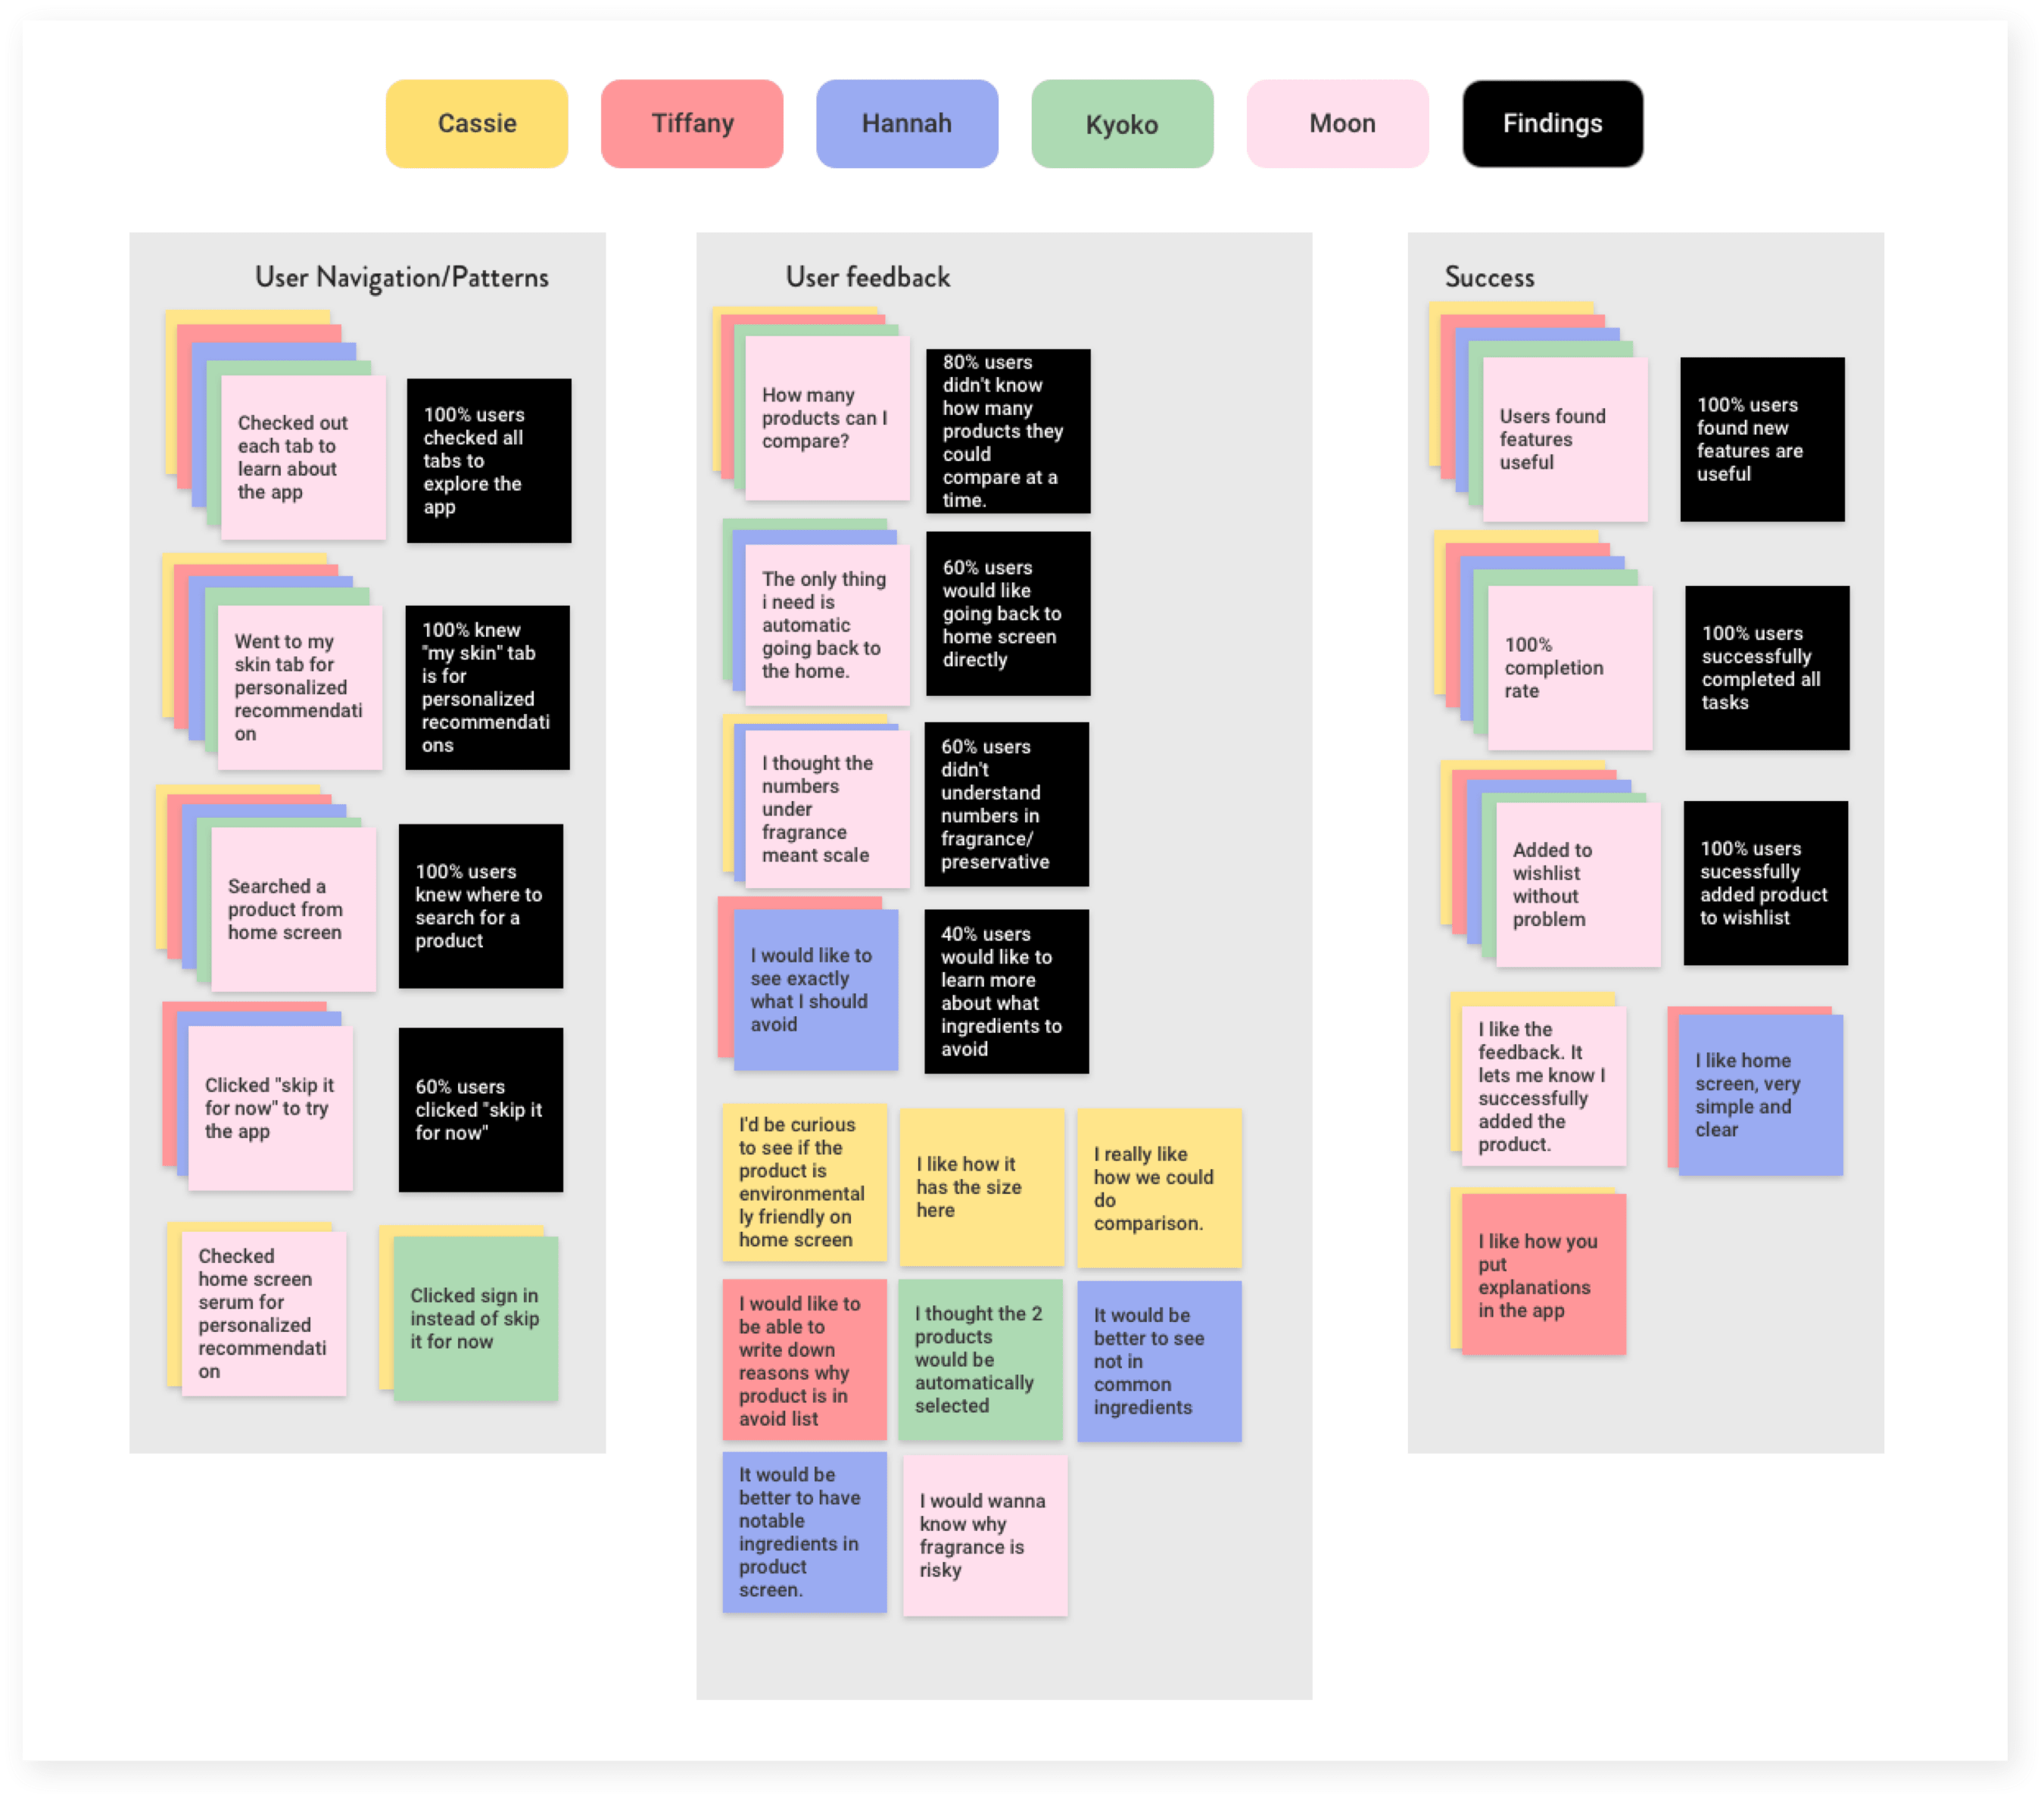 Cassie
Tiffany
Hannah
Kyoko
Moon
Findings
User Navigation/Patterns
Checked out
each tab to
learn about
the app
100% users
checked all
tabs to
explore the
app
Went to my
skin tab for
personalized
recommendati
on
100% knew
"my skin" tab
is for
personalized
recommendati
ons
Searched a
product from
home screen
100% users
knew where to
search for a
product
Clicked "skip it
for now" to try
the app
60% users
clicked "skip it
for now"
Checked
home screen
serum for
personalized
recommendati
on
Clicked sign in
instead of skip
it for now
User feedback
How many
products can I
compare?
80% users
didn't know
how many
products they
could
compare at a
time.
The only thing
i need is
automatic
going back to
the home.
60% users
would like
going back to
home screen
directly
I thought the
numbers
under
fragrance
meant scale
60% users
didn't
understand
numbers in
fragrance/
preservative
I would like to
see exactly
what I should
avoid
40% users
would like to
learn more
about what
ingredients to
avoid
I'd be curious
to see if the
product is
environmental
ly friendly on
home screen
I like how it
has the size
here
I really like
how we could
do
comparison.
I would like to
be able to
write down
reasons why
product is in
avoid list
I thought the 2
products
would be
automatically
selected
It would be
better to see
not in
common
ingredients
It would be
better to have
notable
ingredients in
product
screen.
I would wanna
know why
fragrance is
risky
Success
Users found
features
useful
100% users
found new
features are
useful
100%
completion
rate
100% users
successfully
completed all
tasks
Added to
wishlist
without
problem
100% users
sucessfully
added product
to wishlist
I like the
feedback. It
lets me know I
successfully
added the
product.
I like home
screen, very
simple and
clear
I like how you
put
explanations
in the app